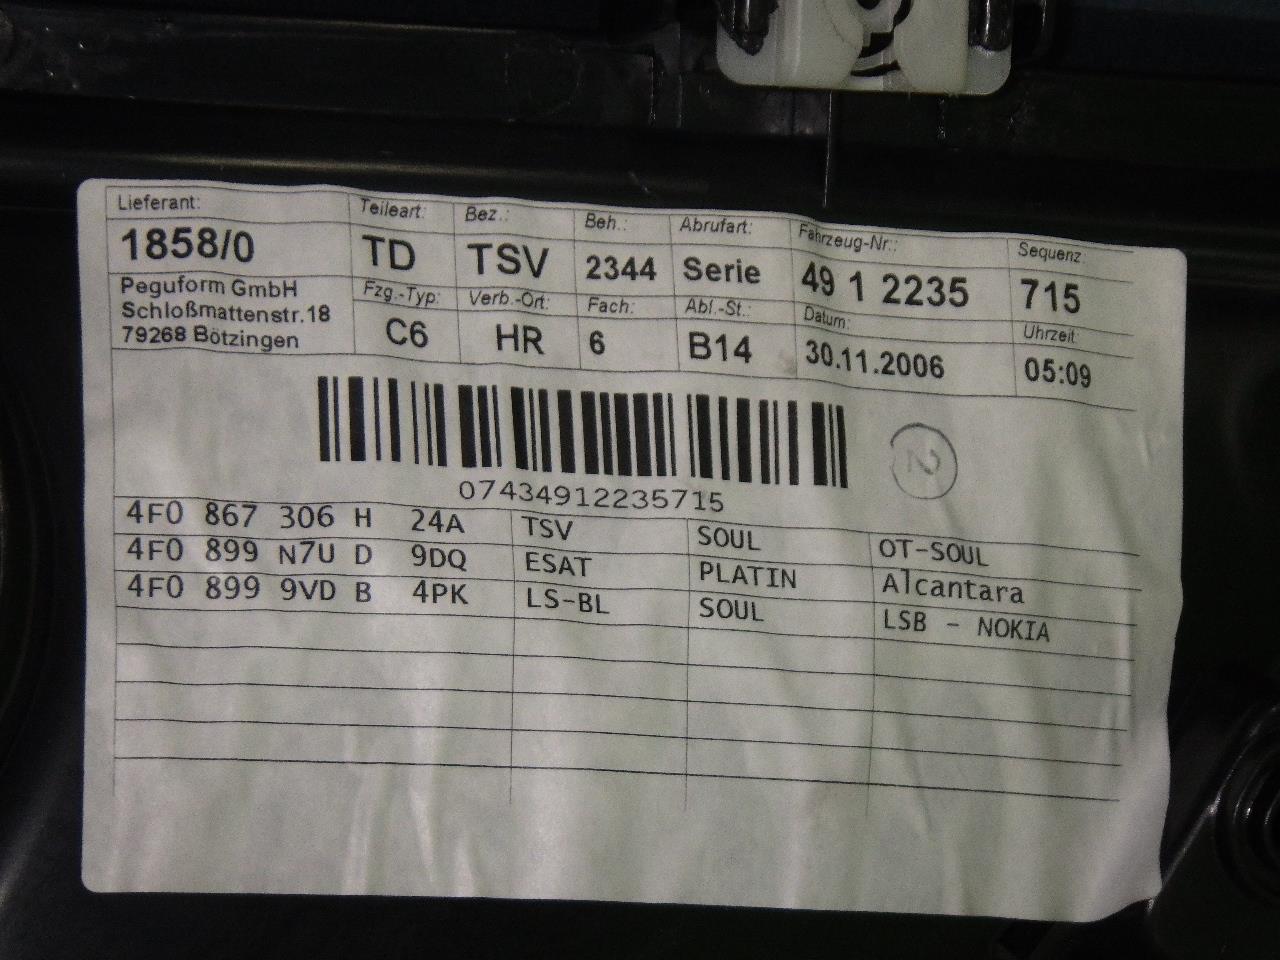 Lieferant: Teileart: Bez.: Beh.: Abrufart: Fahrzeug-Nr.: Sequenz:
1858/0 TD TSV 2344 Serie 49 1 2235 715
Peguform GmbH
Schloßmattenstr.18
79268 Bötzingen
Fzg.-Typ: Verb.-Ort: Fach: Abl.-St.: Datum: Uhrzeit:
C6 HR 6 B14 30.11.2006 05:09
07434912235715
2
4F0 867 306 H 24A TSV SOUL OT-SOUL
4F0 899 N7U D 9DQ ESAT PLATIN Alcantara
4F0 899 9VD B 4PK LS-BL SOUL LSB - NOKIA